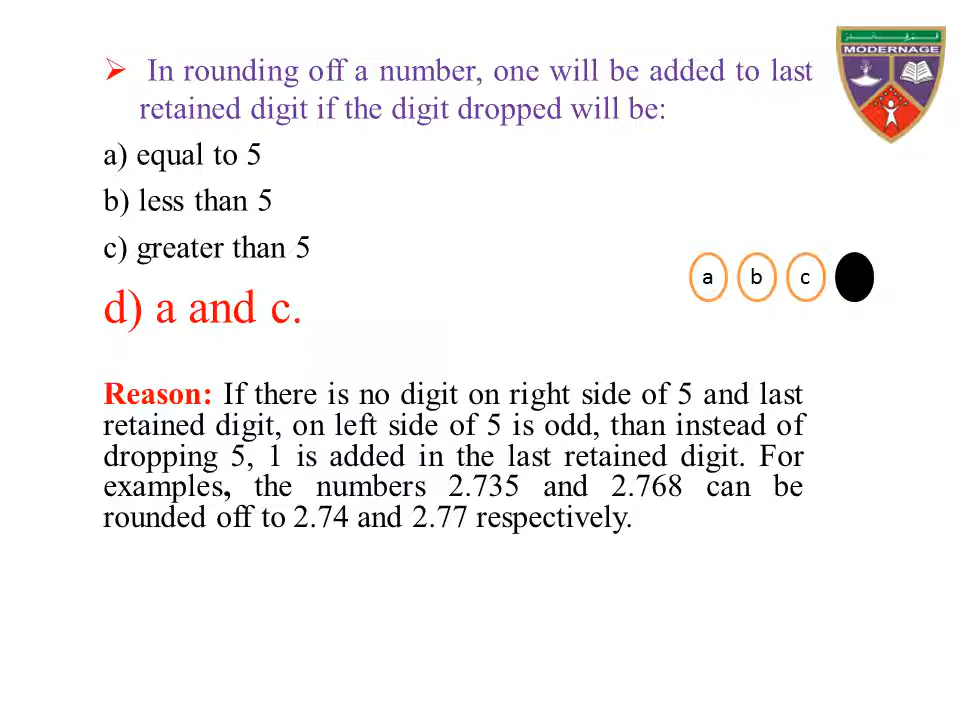 MODERNAGE
➢ In rounding off a number, one will be added to last
retained digit if the digit dropped will be:
a) equal to 5
b) less than 5
c) greater than 5
a b c
d) a and c.
Reason: If there is no digit on right side of 5 and last
retained digit, on left side of 5 is odd, than instead of
dropping 5, 1 is added in the last retained digit. For
examples, the numbers 2.735 and 2.768 can be
rounded off to 2.74 and 2.77 respectively.